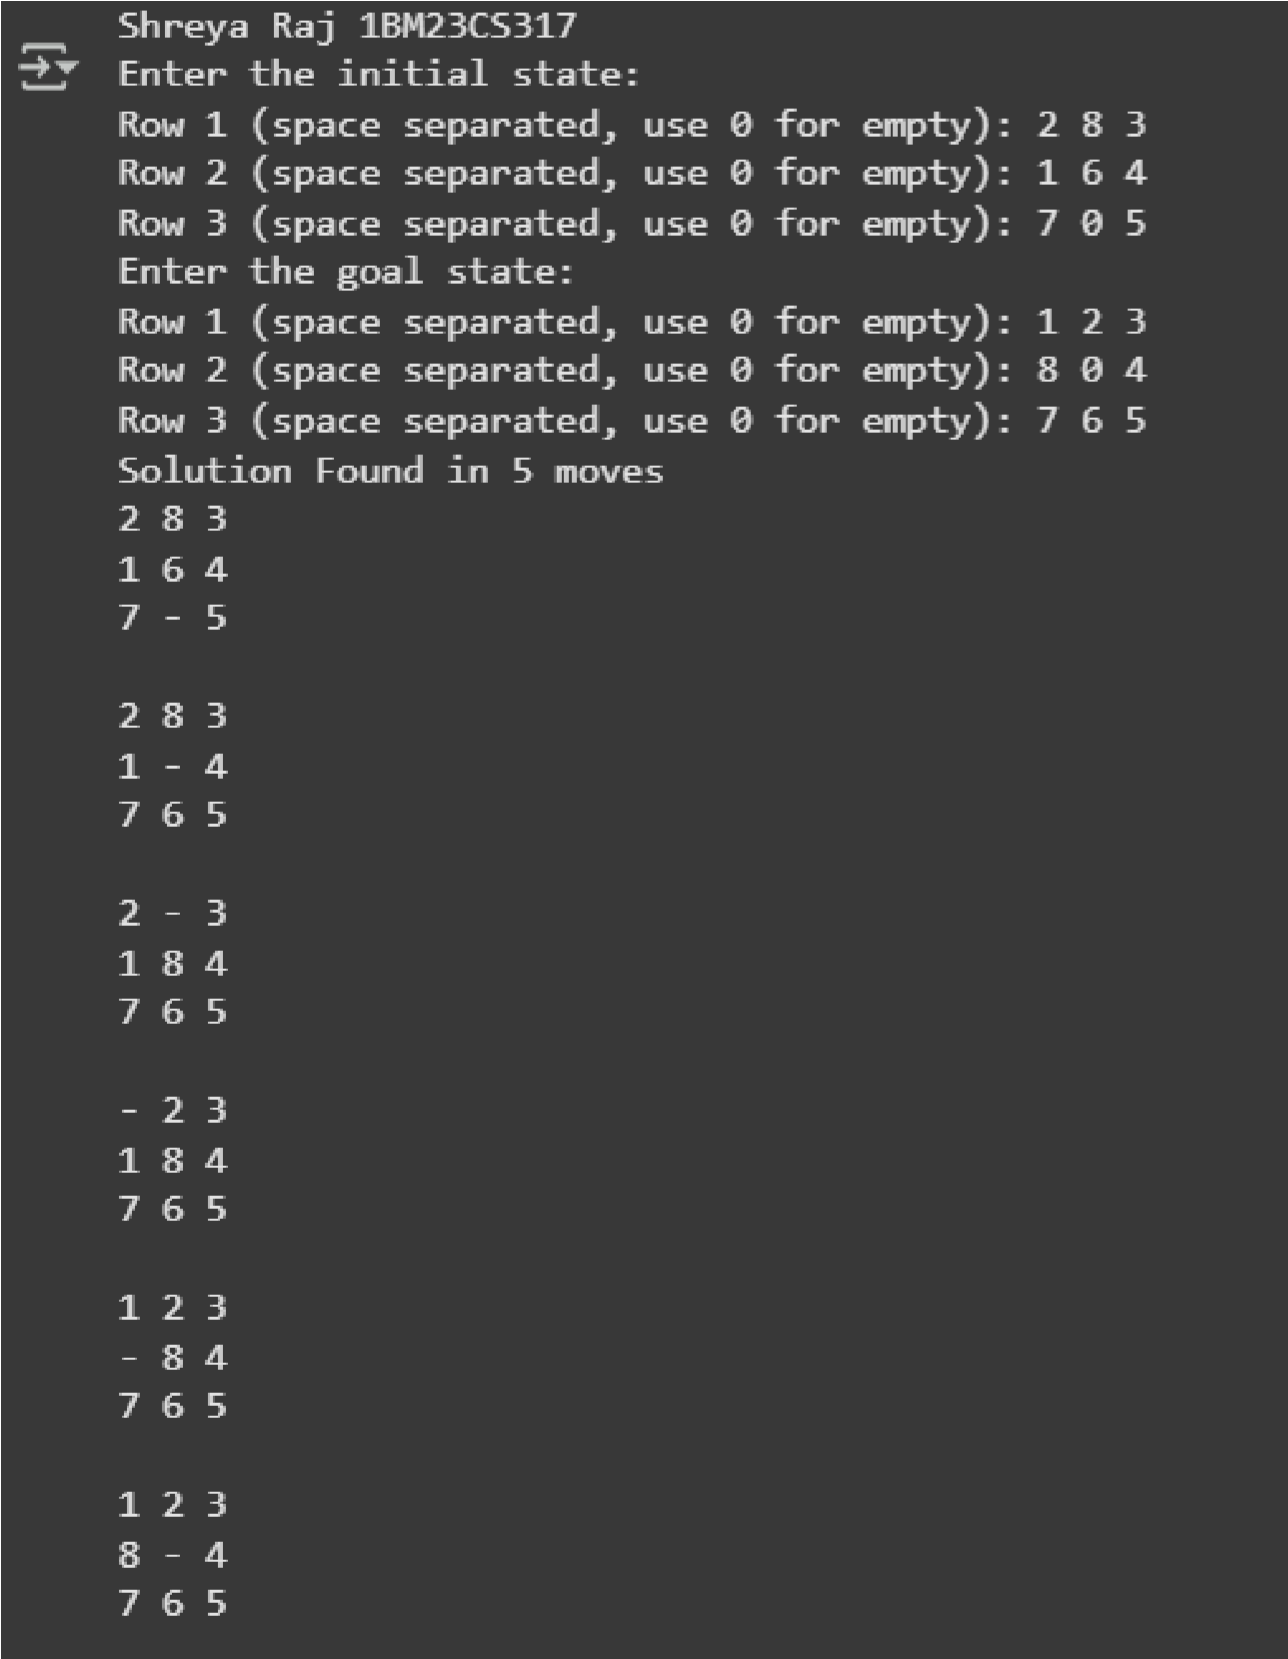 Shreya Raj 1BM23CS317
Enter the initial state:
Row 1 (space separated, use 0 for empty): 2 8 3
Row 2 (space separated, use 0 for empty): 1 6 4
Row 3 (space separated, use 0 for empty): 7 0 5
Enter the goal state:
Row 1 (space separated, use 0 for empty): 1 2 3
Row 2 (space separated, use 0 for empty): 8 0 4
Row 3 (space separated, use 0 for empty): 7 6 5
Solution Found in 5 moves
2 8 3
1 6 4
7 - 5
2 8 3
1 - 4
7 6 5
2 - 3
1 8 4
7 6 5
- 2 3
1 8 4
7 6 5
1 2 3
- 8 4
7 6 5
1 2 3
8 - 4
7 6 5